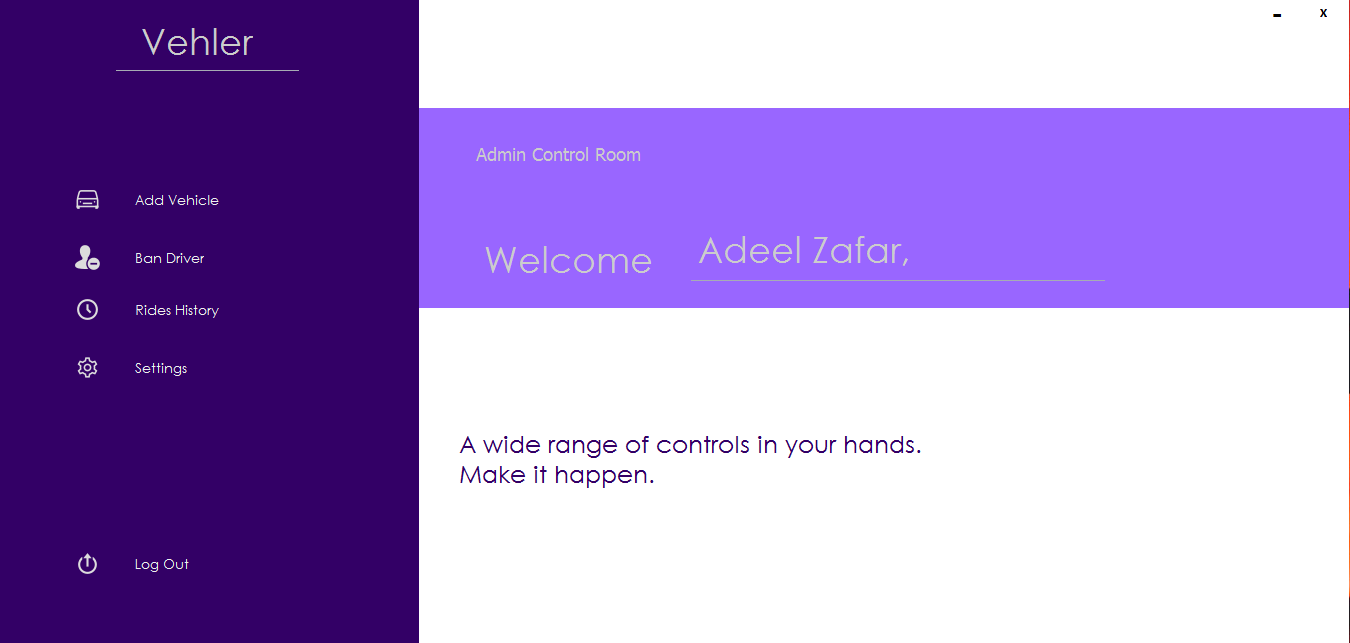 Vehler
Add Vehicle
Ban Driver
Rides History
Settings
Log Out
X
Admin Control Room
Welcome Adeel Zafar,
A wide range of controls in your hands.
Make it happen.